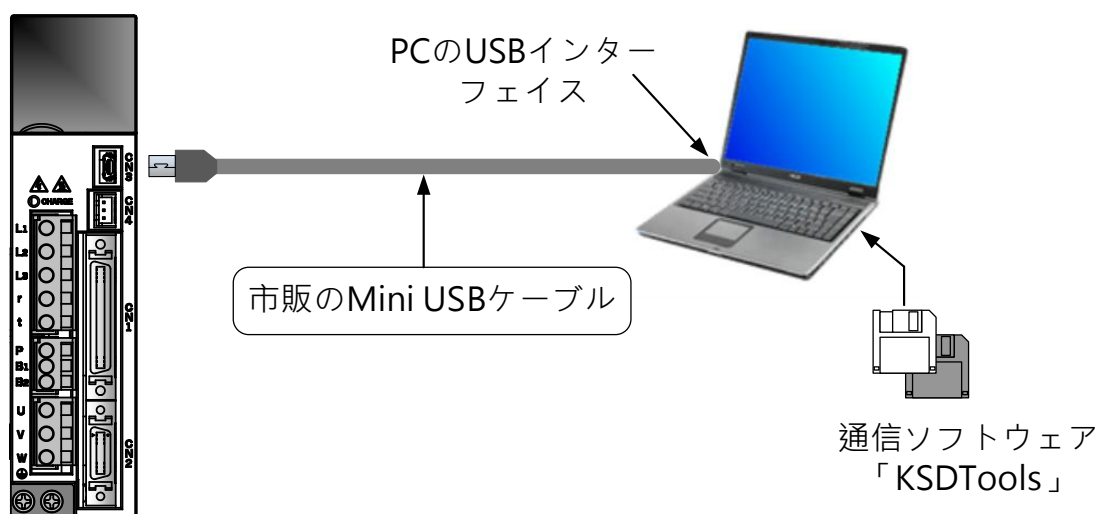 PCのUSBインター
フェイス
CN3
CHARGE
CN4
L1
L2
L3
r
t
CN1
P
B1
B2
U
V
W
CN2
市販のMini USBケーブル
通信ソフトウェア
「KSDTools」